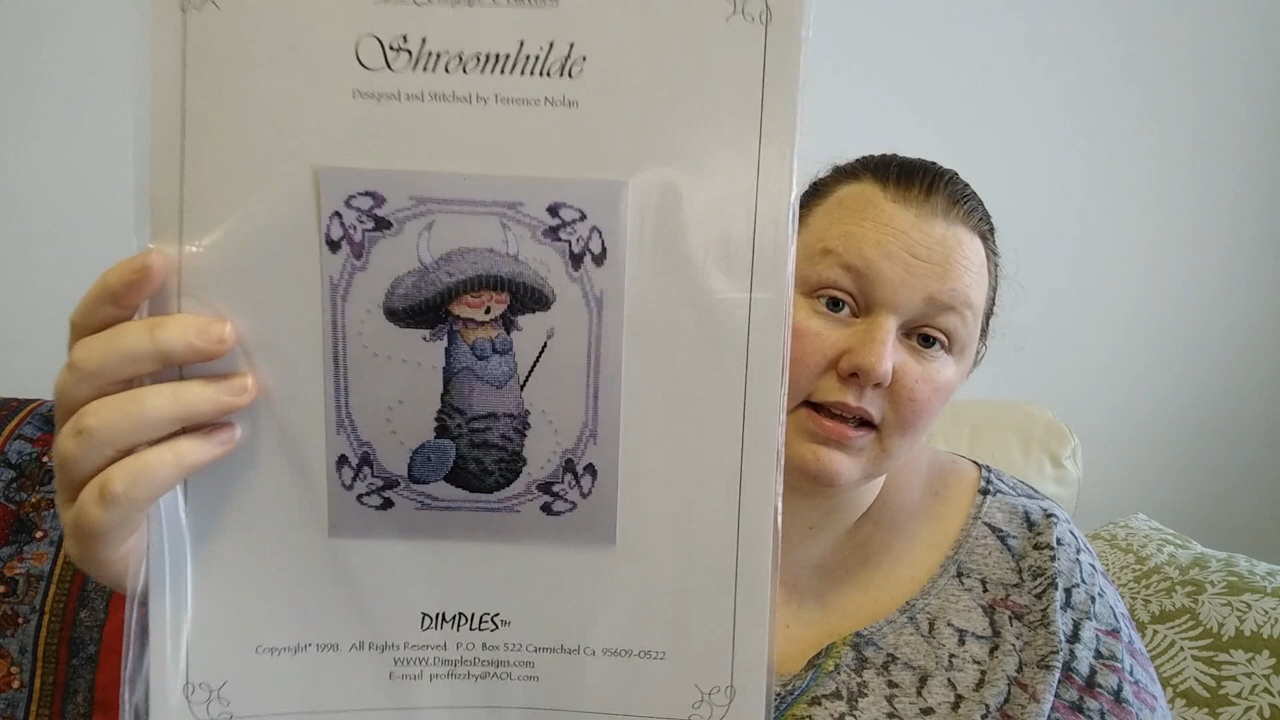 Shroomhilde
Designed and Stitched by Terrence Nolan
DIMPLES™
Copyright® 1998. All Rights Reserved. P.O. Box 522 Carmichael Ca. 95609-0522
WWW.DimplesDesigns.com
E-mail proffizzby@AOL.com